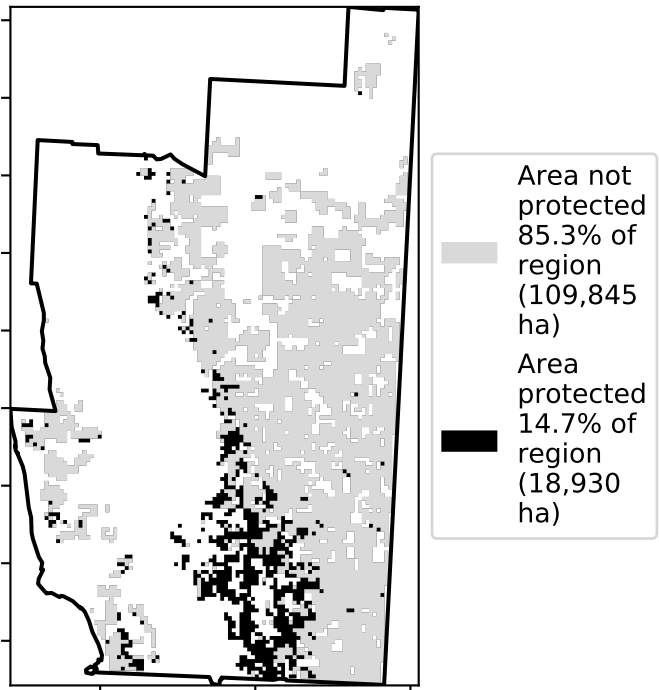 Area not
protected
85.3% of
region
(109,845
ha)
Area
protected
14.7% of
region
(18,930
ha)